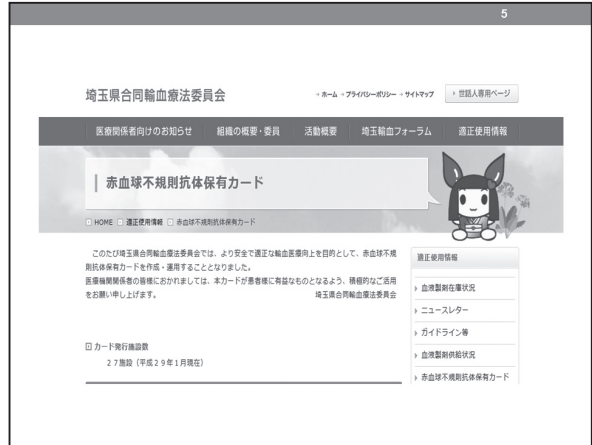 5
埼玉県合同輸血療法委員会
→ ホーム → プライバシーポリシー → サイトマップ
世話人専用ページ
医療関係者向けのお知らせ 組織の概要・委員 活動概要 埼玉輸血フォーラム 適正使用情報
赤血球不規則抗体保有カード
HOME 適正使用情報 赤血球不規則抗体保有カード
このたび埼玉県合同輸血療法委員会では、より安全で適正な輸血医療向上を目的として、赤血球不規
則抗体保有カードを作成・運用することとなりました。
医療機関関係者の皆様におかれましては、本カードが患者様に有益なものとなるよう、積極的なご活用
をお願い申し上げます。 埼玉県合同輸血療法委員会
カード発行施設数
27施設（平成29年1月現在）
適正使用情報
血液製剤在庫状況
ニュースレター
ガイドライン等
血液製剤供給状況
赤血球不規則抗体保有カード